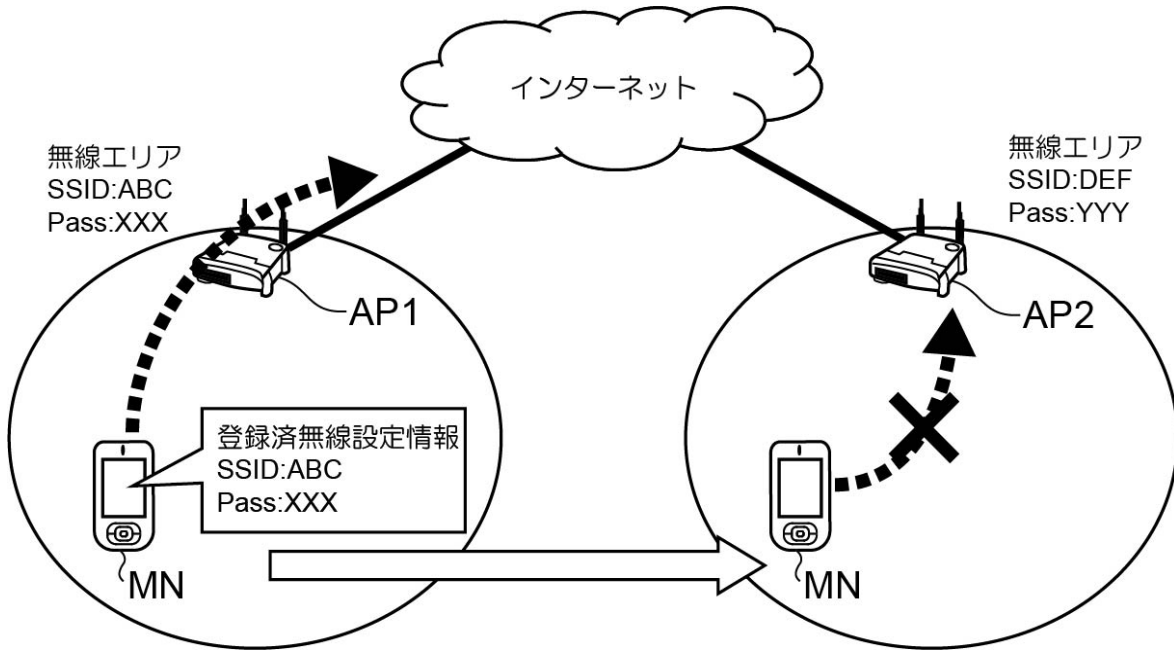 インターネット
無線エリア
SSID:ABC
Pass:XXX
無線エリア
SSID:DEF
Pass:YYY
AP1
AP2
登録済無線設定情報
SSID:ABC
Pass:XXX
MN
MN